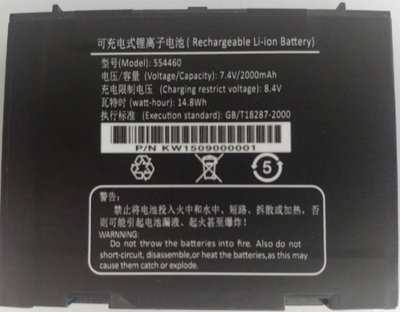 可充电式锂离子电池( Rechargeable Li-ion Battery)
型号(Model): 554460
电压/容量(Voltage/Capacity): 7.4V/2000mAh
充电限制电压(Charging restrict voltage): 8.4V
瓦特时(watt-hour): 14.8Wh
执行标准(Execution standard): GB/T18287-2000
P/N KW1509000001
5
警告:
禁止将电池投入火中和水中、短路、拆散或加热，否
则可能引起电池漏液、起火甚至爆炸!
WARNING:
Do not throw the batteries into fire. Also do not
short-circuit, disassemble,or heat the batteries,as this
may cause them catch or explode.